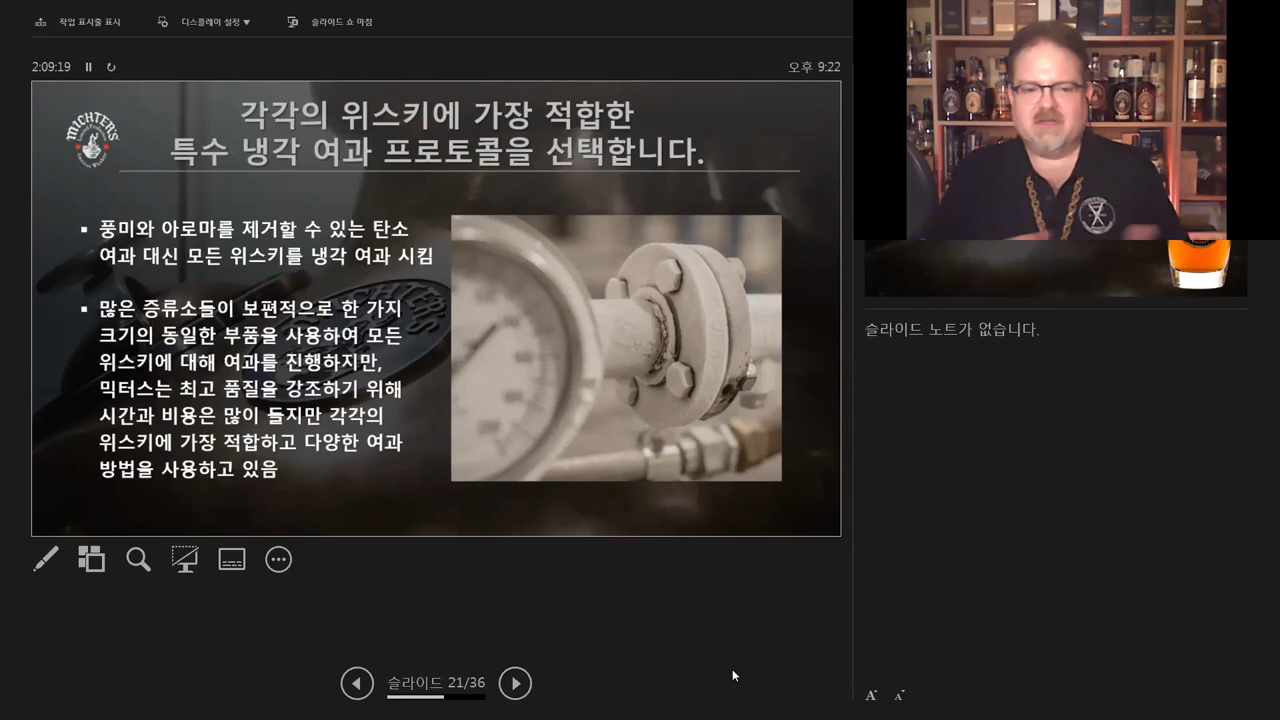 작업 표시줄 표시
디스플레이 설정 ▼
슬라이드 쇼 마침
2:09:19
오후 9:22
MICHTER'S
각각의 위스키에 가장 적합한
특수 냉각 여과 프로토콜을 선택합니다.
▪ 풍미와 아로마를 제거할 수 있는 탄소
여과 대신 모든 위스키를 냉각 여과 시킴
▪ 많은 증류소들이 보편적으로 한 가지
크기의 동일한 부품을 사용하여 모든
위스키에 대해 여과를 진행하지만,
믹터스는 최고 품질을 강조하기 위해
시간과 비용은 많이 들지만 각각의
위스키에 가장 적합하고 다양한 여과
방법을 사용하고 있음
MICHTER'S
슬라이드 노트가 없습니다.
슬라이드 21/36
A
A